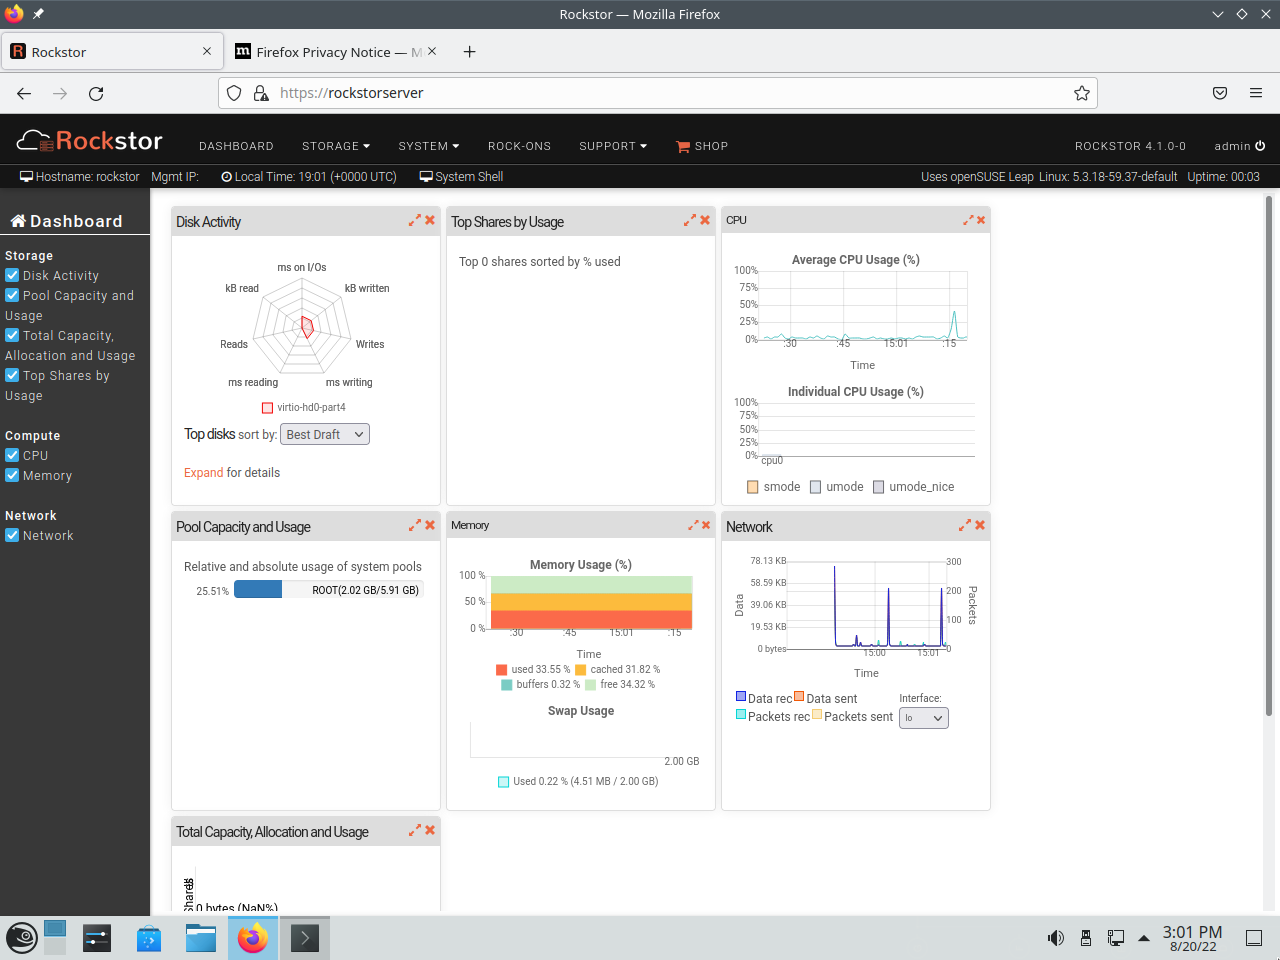 Rockstor — Mozilla Firefox
Rockstor
Firefox Privacy Notice — M
https://rockstorserver
Rockstor
DASHBOARD
STORAGE
SYSTEM
ROCK-ONS
SUPPORT
SHOP
ROCKSTOR 4.1.0-0
admin
Hostname: rockstor
Mgmt IP:
Local Time: 19:01 (+0000 UTC)
System Shell
Uses openSUSE Leap
Linux: 5.3.18-59.37-default
Uptime: 00:03
Dashboard
Storage
Disk Activity
Pool Capacity and
Usage
Total Capacity,
Allocation and Usage
Top Shares by
Usage
Compute
CPU
Memory
Network
Network
Disk Activity
ms on I/Os
kB read
kB written
Reads
Writes
ms reading
ms writing
virtio-hd0-part4
Top disks sort by: Best Draft
Expand for details
Top Shares by Usage
Top 0 shares sorted by % used
CPU
Average CPU Usage (%)
100%
75%
50%
25%
0%
:30 :45 15:01 :15
Time
Individual CPU Usage (%)
100%
75%
50%
25%
0%
cpu0
smode umode umode_nice
Pool Capacity and Usage
Relative and absolute usage of system pools
25.51% ROOT(2.02 GB/5.91 GB)
Memory
Memory Usage (%)
100 %
50 %
0 %
:30 :45 15:01 :15
Time
used 33.55 % cached 31.82 %
buffers 0.32 % free 34.32 %
Swap Usage
2.00 GB
Used 0.22 % (4.51 MB / 2.00 GB)
Network
78.13 KB 300
58.59 KB 200
39.06 KB
19.53 KB 100
0 bytes 0
Data
Packets
15:00 15:01
Time
Data rec Data sent
Packets rec Packets sent
Interface:
lo
Total Capacity, Allocation and Usage
0 bytes (NaN%)
3:01 PM
8/20/22